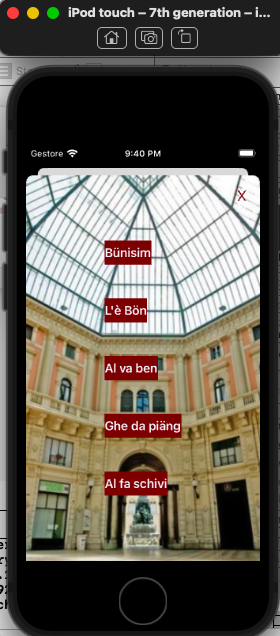 iPod touch – 7th generation – i...
Gestore
9:40 PM
X
Bünisim
L'è Bön
Al va ben
Ghe da piäng
Al fa schivi